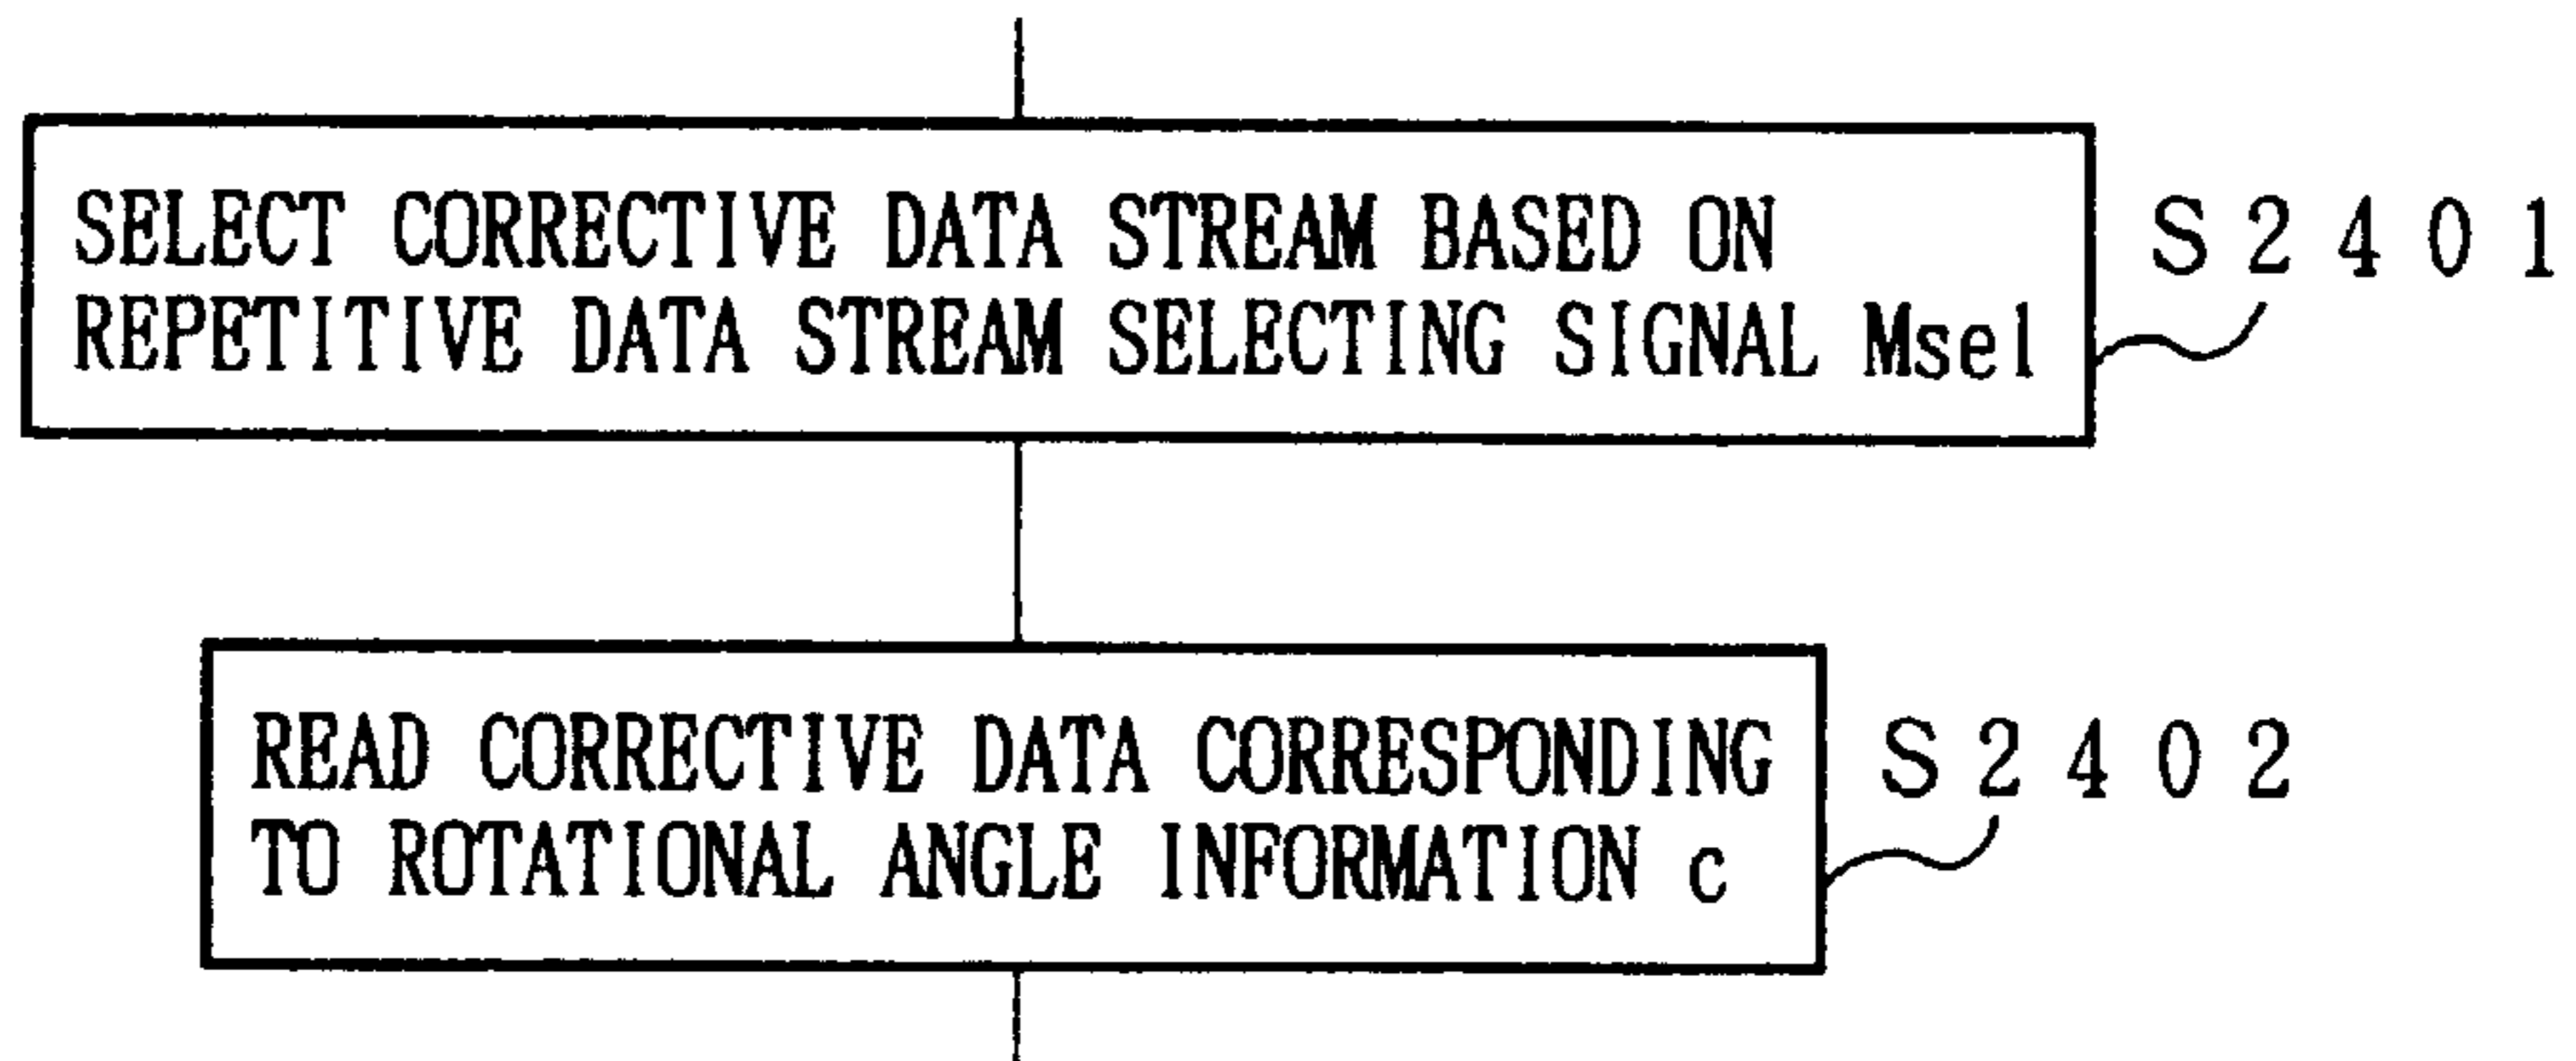 SELECT CORRECTIVE DATA STREAM BASED ON
REPETITIVE DATA STREAM SELECTING SIGNAL Msel
S2401
READ CORRECTIVE DATA CORRESPONDING
TO ROTATIONAL ANGLE INFORMATION c
S2402